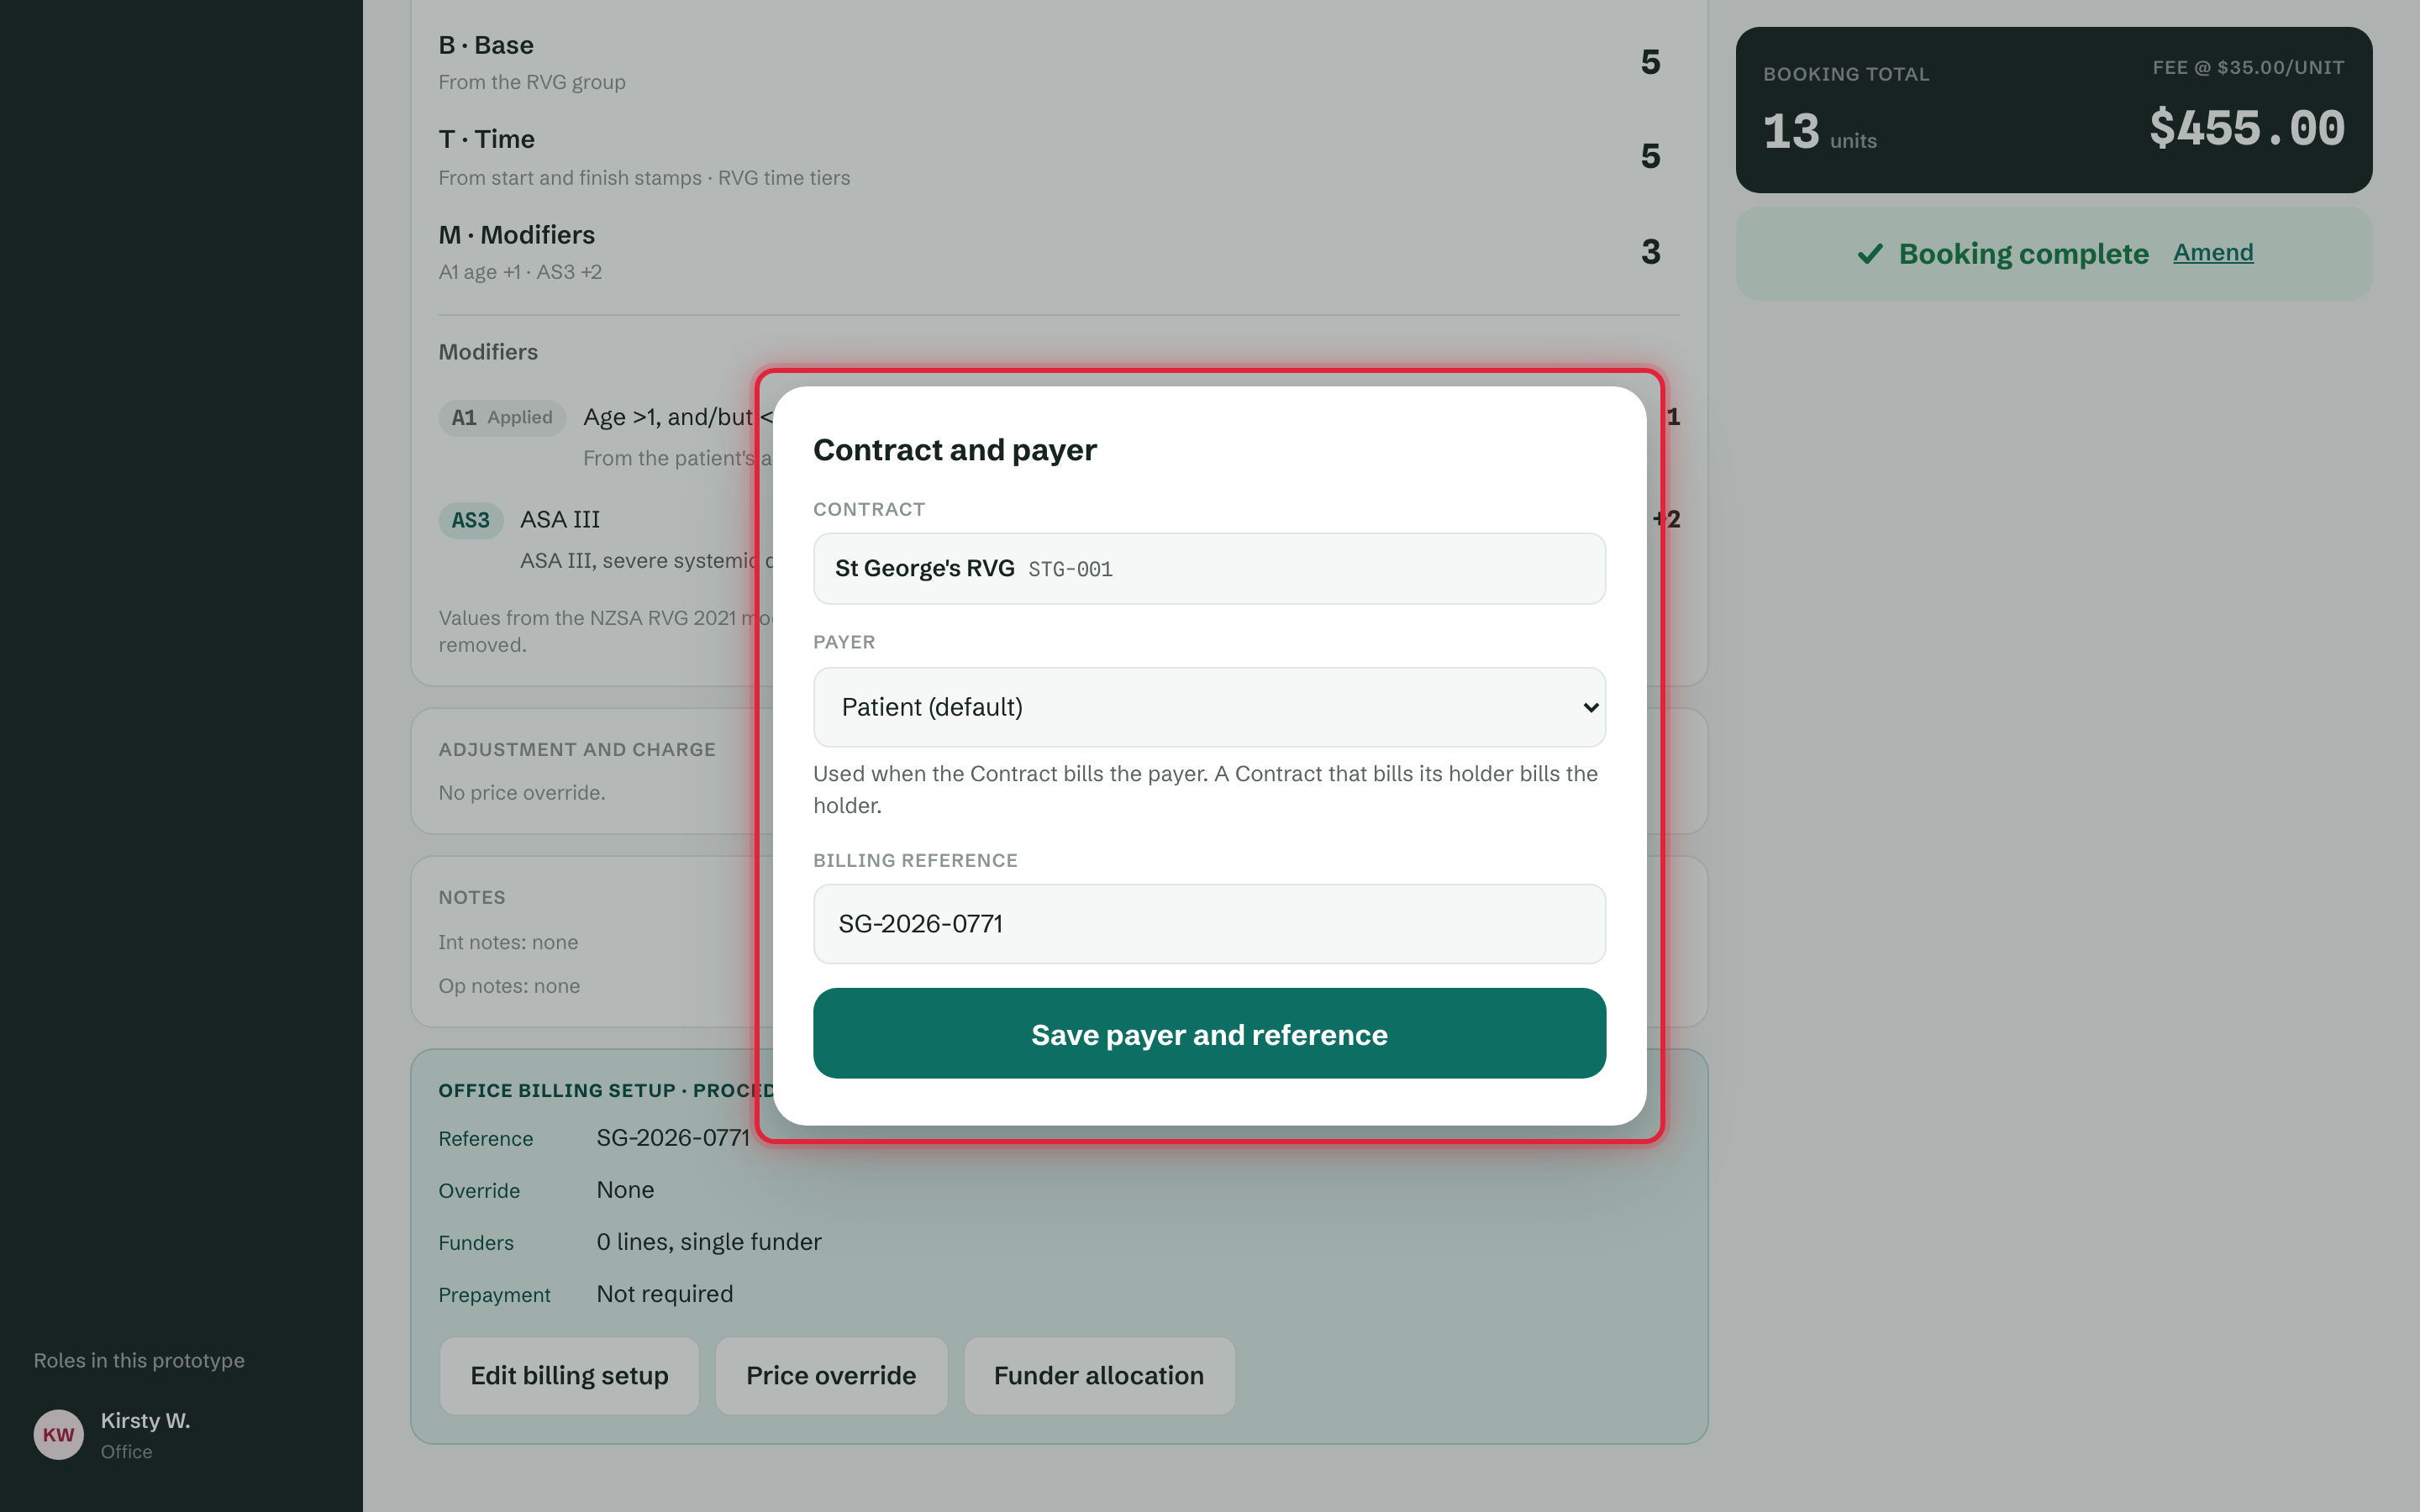 B · Base
From the RVG group
5
T · Time
From start and finish stamps · RVG time tiers
5
M · Modifiers
A1 age +1 · AS3 +2
3
Modifiers
A1 Applied
Age >1, and/but <
From the patient's a
1
AS3
ASA III
ASA III, severe systemic
+2
Values from the NZSA RVG 2021 mo
removed.
ADJUSTMENT AND CHARGE
No price override.
NOTES
Int notes: none
Op notes: none
OFFICE BILLING SETUP · PROCED
Reference
SG-2026-0771
Override
None
Funders
0 lines, single funder
Prepayment
Not required
Edit billing setup
Price override
Funder allocation
Contract and payer
CONTRACT
St George's RVG STG-001
PAYER
Patient (default)
Used when the Contract bills the payer. A Contract that bills its holder bills the
holder.
BILLING REFERENCE
SG-2026-0771
Save payer and reference
BOOKING TOTAL
13 units
FEE @ $35.00/UNIT
$455.00
Booking complete
Amend
Roles in this prototype
KW
Kirsty W.
Office